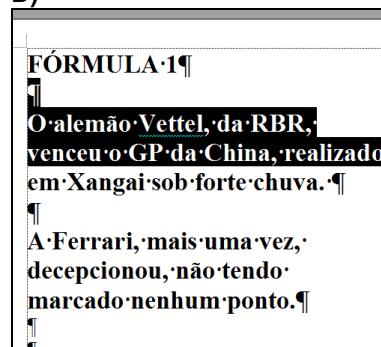 FÓRMULA·1¶
¶
O·alemão·Vettel,·da·RBR,·
venceu·o·GP·da·China,·realizado
em·Xangai·sob·forte·chuva.·¶
¶
A·Ferrari,·mais·uma·vez,·
decepcionou,·não·tendo·
marcado·nenhum·ponto.¶
¶
¶